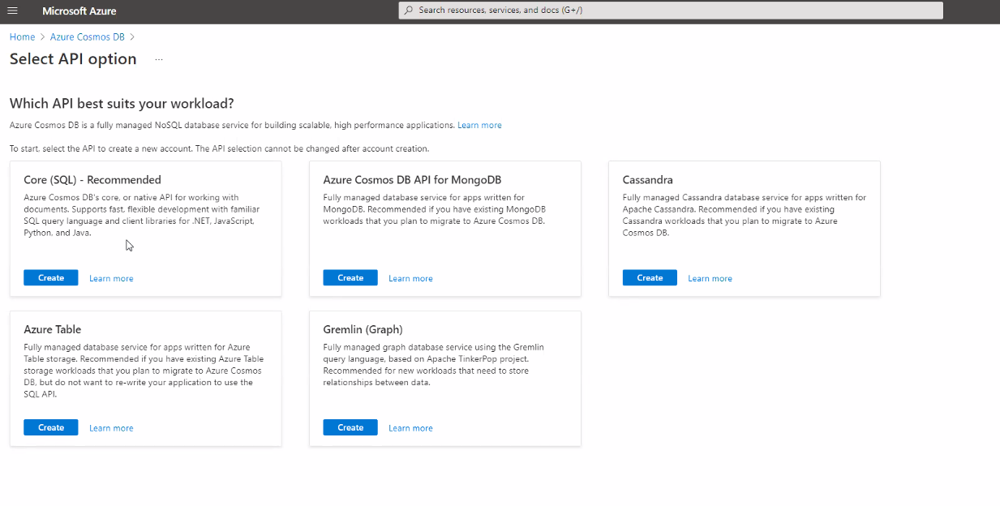 Microsoft Azure
Search resources, services, and docs (G+/)
Home > Azure Cosmos DB >
Select API option ...
Which API best suits your workload?
Azure Cosmos DB is a fully managed NoSQL database service for building scalable, high performance applications. Learn more
To start, select the API to create a new account. The API selection cannot be changed after account creation.
Core (SQL) - Recommended
Azure Cosmos DB's core, or native API for working with
documents. Supports fast, flexible development with familiar
SQL query language and client libraries for .NET, JavaScript,
Python, and Java.
Create Learn more
Azure Cosmos DB API for MongoDB
Fully managed database service for apps written for
MongoDB. Recommended if you have existing MongoDB
workloads that you plan to migrate to Azure Cosmos DB.
Create Learn more
Cassandra
Fully managed Cassandra database service for apps written for
Apache Cassandra. Recommended if you have existing
Cassandra workloads that you plan to migrate to Azure
Cosmos DB.
Create Learn more
Azure Table
Fully managed database service for apps written for Azure
Table storage. Recommended if you have existing Azure Table
storage workloads that you plan to migrate to Azure Cosmos
DB, but do not want to re-write your application to use the
SQL API.
Create Learn more
Gremlin (Graph)
Fully managed graph database service using the Gremlin
query language, based on Apache TinkerPop project.
Recommended for new workloads that need to store
relationships between data.
Create Learn more